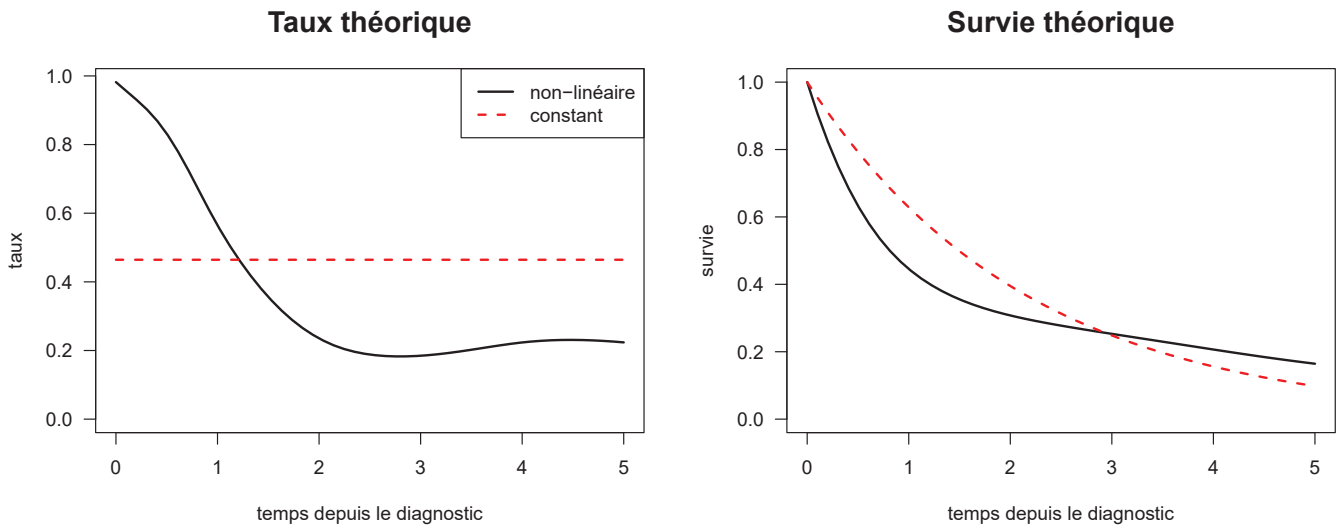 Taux théorique
taux
1.0
0.8
0.6
0.4
0.2
0.0
non−linéaire
constant
0 1 2 3 4 5
temps depuis le diagnostic
Survie théorique
survie
1.0
0.8
0.6
0.4
0.2
0.0
0 1 2 3 4 5
temps depuis le diagnostic